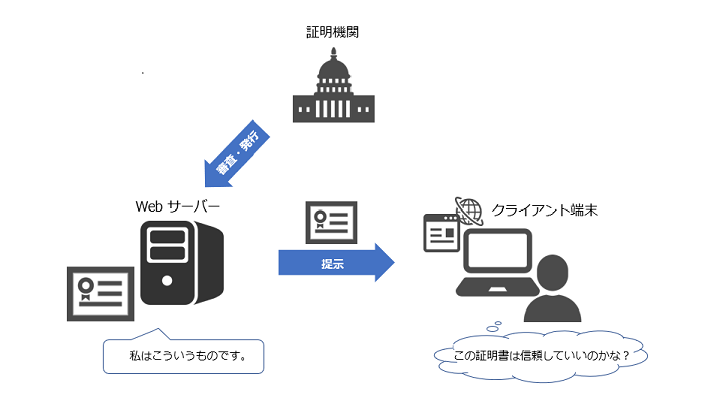 証明機関
審査・発行
Web サーバー
クライアント端末
提示
私はこういうものです。
この証明書は信頼していいのかな？